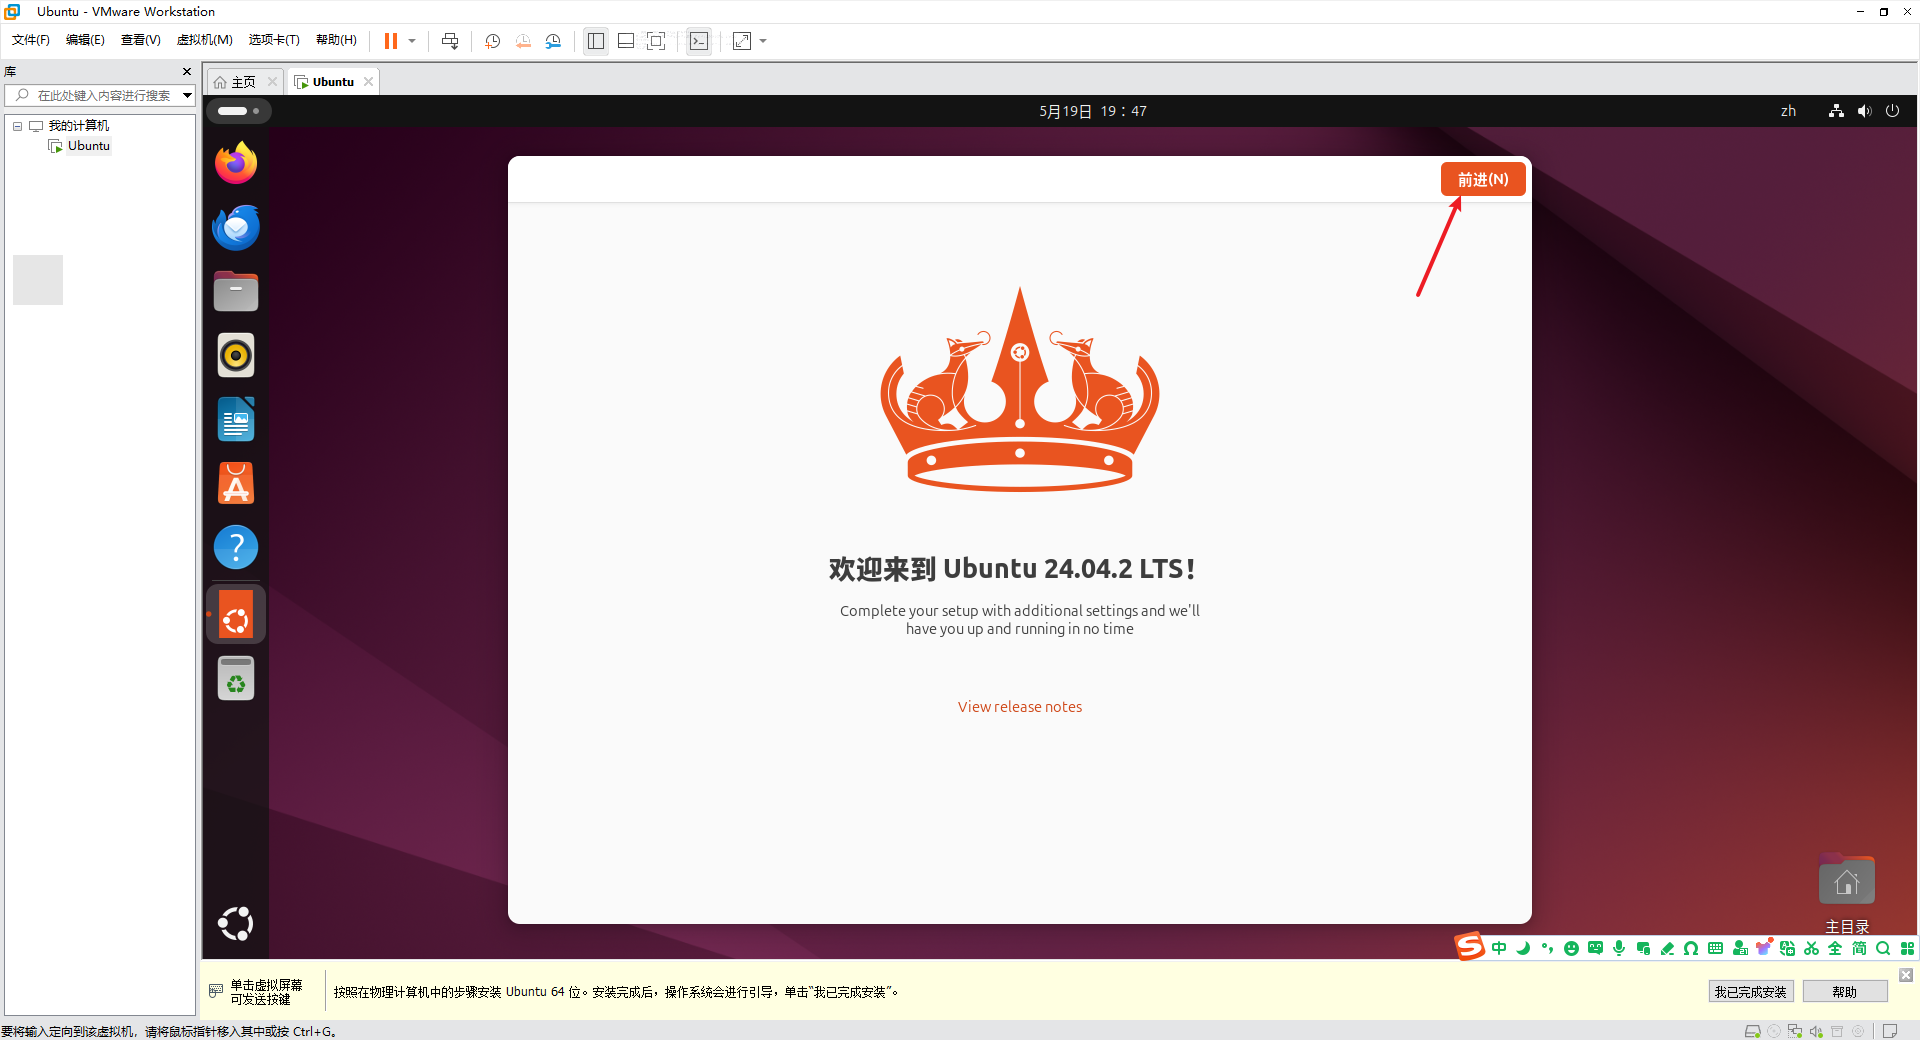 Ubuntu - VMware Workstation
文件(F) 编辑(E) 查看(V) 虚拟机(M) 选项卡(T) 帮助(H)
库
在此处键入内容进行搜索
我的计算机
Ubuntu
主页
Ubuntu
5月19日 19：47
zh
前进(N)
欢迎来到 Ubuntu 24.04.2 LTS！
Complete your setup with additional settings and we'll
have you up and running in no time
View release notes
主目录
中 全 简
单击虚拟屏幕
可发送按键
按照在物理计算机中的步骤安装 Ubuntu 64 位。安装完成后，操作系统会进行引导，单击“我已完成安装”。
我已完成安装
帮助
要将输入定向到该虚拟机，请将鼠标指针移入其中或按 Ctrl+G。